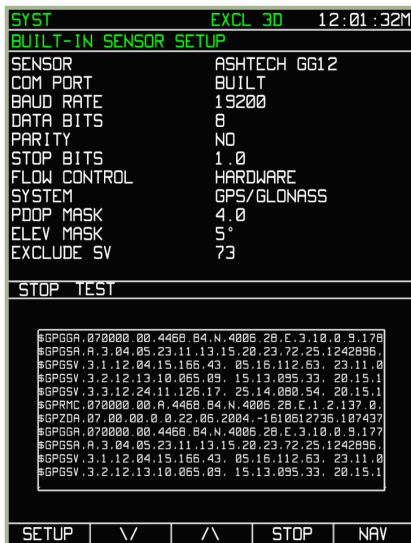 SYST EXCL 3D 12:01:32M
BUILT-IN SENSOR SETUP
SENSOR ASHTECH GG12
COM PORT BUILT
BAUD RATE 19200
DATA BITS 8
PARITY NO
STOP BITS 1.0
FLOW CONTROL HARDWARE
SYSTEM GPS/GLONASS
PDOP MASK 4.0
ELEV MASK 5°
EXCLUDE SV 73
STOP TEST
$GPGGA,070000.00,4468.84,N,4006.28,E,3,10,0.9,178
$GPGSA,A,3,04,05,23,11,13,15,20,23,72,25,1242896,
$GPGSV,3,1,12,04,15,166,43, 05,16,112,63, 23,11,0
$GPGSV,3,2,12,13,10,065,09, 15,13,095,33, 20,15,1
$GPGSV,3,3,12,24,11,126,17, 25,14,080,54, 20,15,1
$GPRMC,070000.00,A,4468.84,N,4006.28,E,1.2,137.0,
$GPZDA,07,00,00,0.0,22,06,2004,-1610612736,107437
$GPGGA,070000.00,4468.84,N,4006.28,E,3,10,0.9,177
$GPGSA,A,3,04,05,23,11,13,15,20,23,72,25,1242896,
$GPGSV,3,1,12,04,15,166,43, 05,16,112,63, 23,11,0
$GPGSV,3,2,12,13,10,065,09, 15,13,095,33, 20,15,1
SETUP \/ /\ STOP NAV